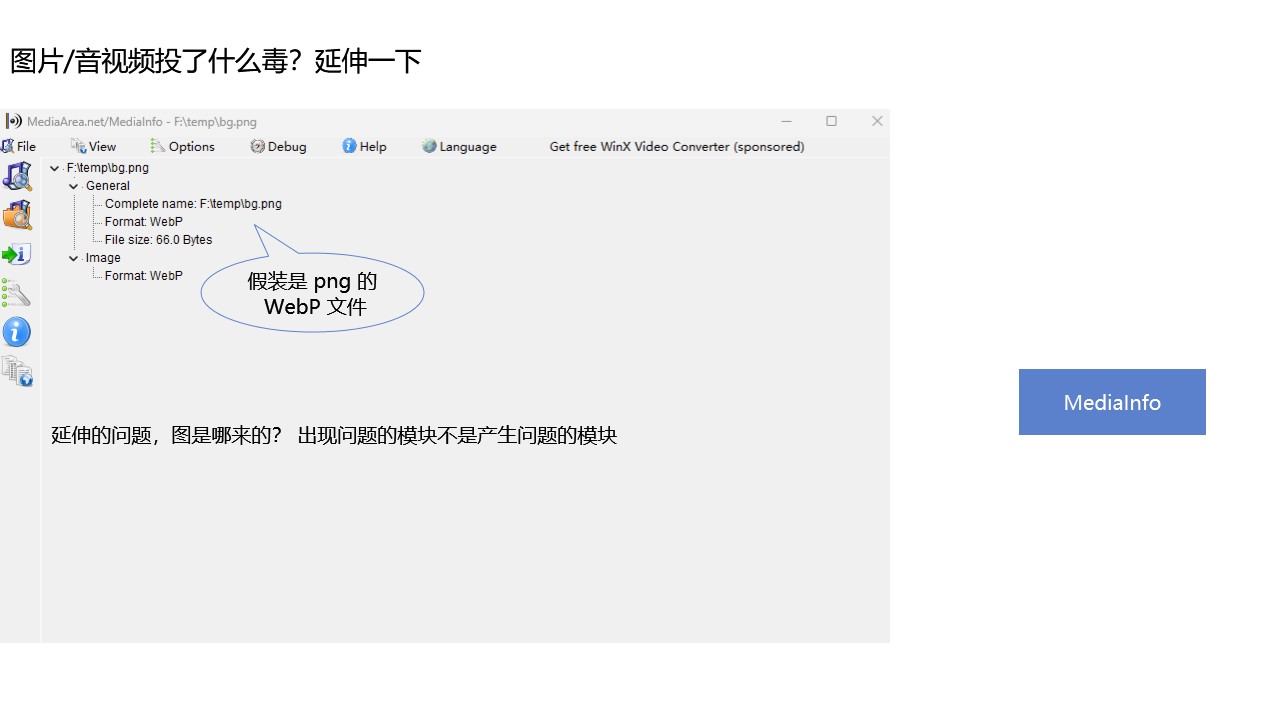 图片/音视频投了什么毒？延伸一下
MediaArea.net/MediaInfo - F:\temp\bg.png
File View Options Debug Help Language Get free WinX Video Converter (sponsored)
F:\temp\bg.png
General
Complete name: F:\temp\bg.png
Format: WebP
File size: 66.0 Bytes
Image
Format: WebP
假装是 png 的
WebP 文件
MediaInfo
延伸的问题，图是哪来的？ 出现问题的模块不是产生问题的模块